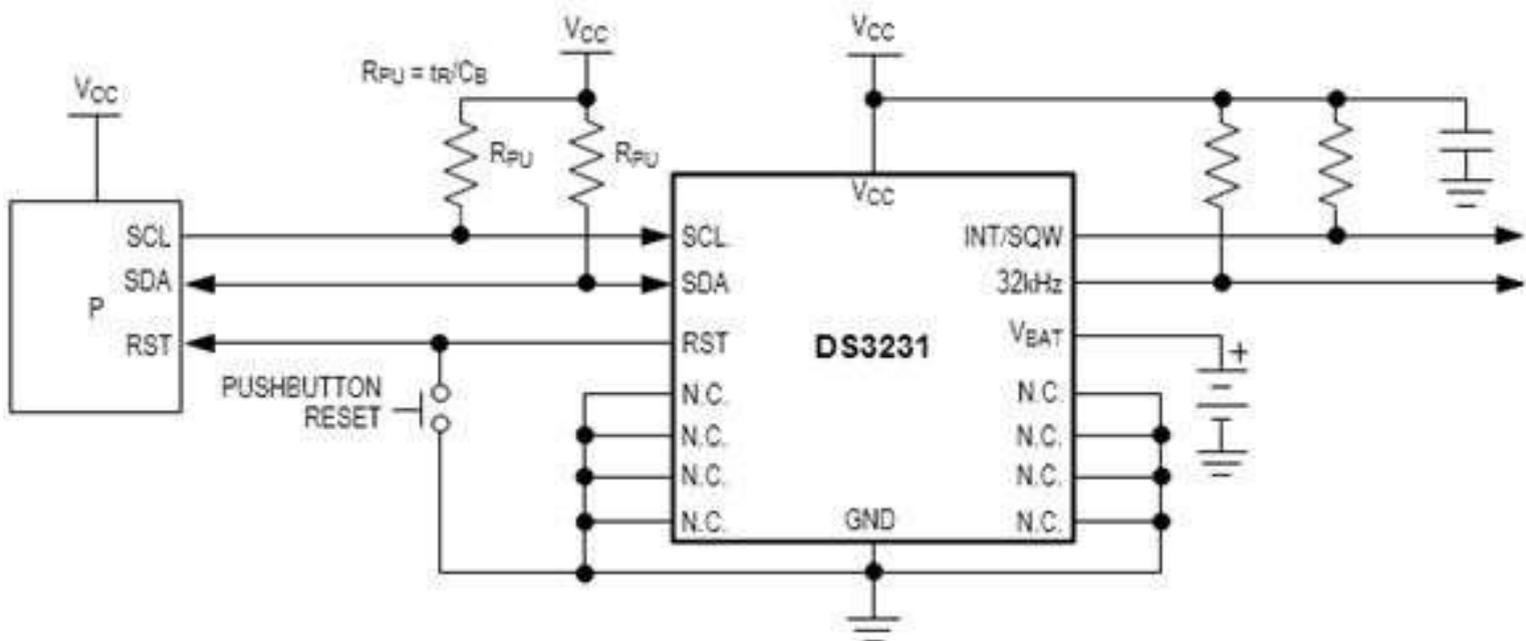 VCC
RPU = tR/CB
VCC
VCC
RPU
RPU
P
SCL
SDA
RST
PUSHBUTTON
RESET
VCC
SCL
SDA
RST
N.C.
N.C.
N.C.
N.C.
DS3231
GND
INT/SQW
32kHz
VBAT
N.C
N.C.
N.C.
N.C.
+